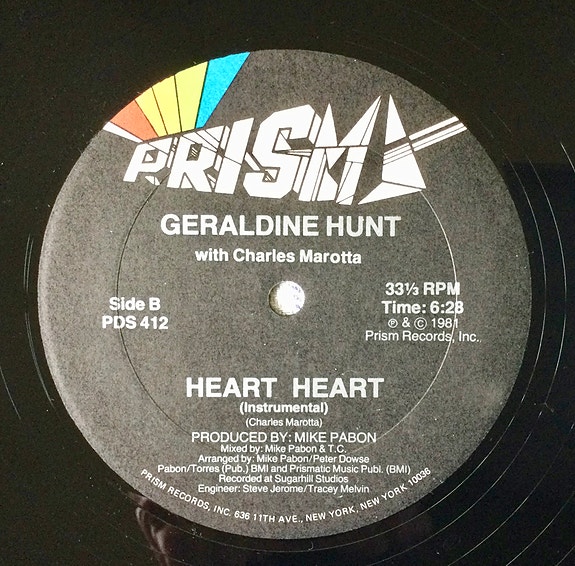 PRISM
GERALDINE HUNT
with Charles Marotta
Side B
PDS 412
33⅓ RPM
Time: 6:28
℗ & © 1981
Prism Records, Inc.
HEART HEART
(Instrumental)
(Charles Marotta)
PRODUCED BY: MIKE PABON
Mixed by: Mike Pabon & T.C.
Arranged by: Mike Pabon/Peter Dowse
Pabon/Torres (Pub.) BMI and Prismatic Music Publ. (BMI)
Recorded at Sugarhill Studios
Engineer: Steve Jerome/Tracey Melvin
PRISM RECORDS, INC. 636 11TH AVE., NEW YORK, NEW YORK 10036